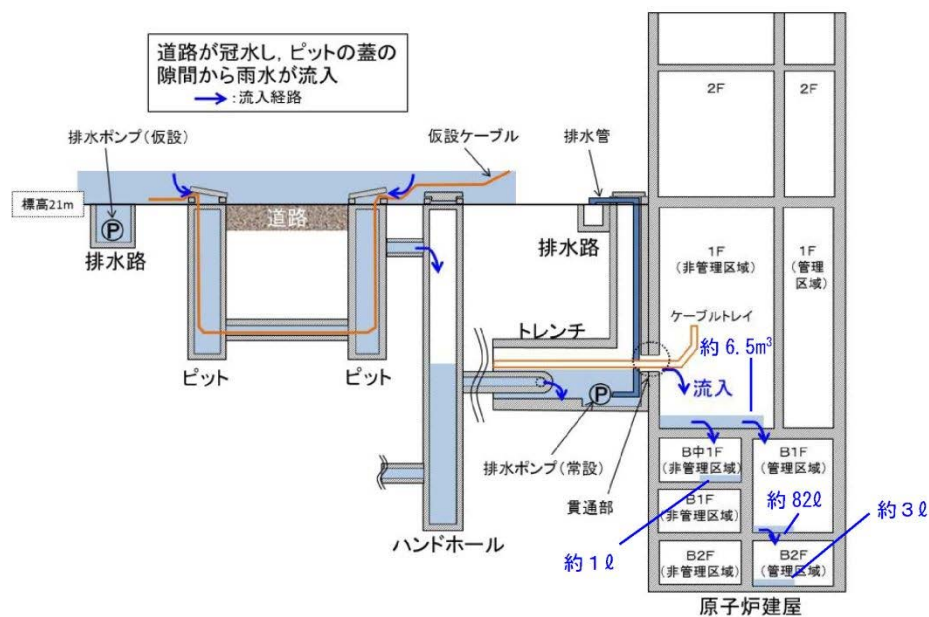 道路が冠水し，ピットの蓋の
隙間から雨水が流入
：流入経路
2F
2F
排水ポンプ（仮設）
仮設ケーブル
排水管
標高21m
P
道路
排水路
排水路
1F
（非管理区域）
1F
（管理
区域）
ケーブルトレイ
トレンチ
約6.5m³
ピット
ピット
流入
P
排水ポンプ（常設）
貫通部
B中1F
（非管理区域）
B1F
（管理区域）
B1F
（非管理区域）
約82ℓ
約3ℓ
B2F
（非管理区域）
B2F
（管理区域）
ハンドホール
約1ℓ
原子炉建屋